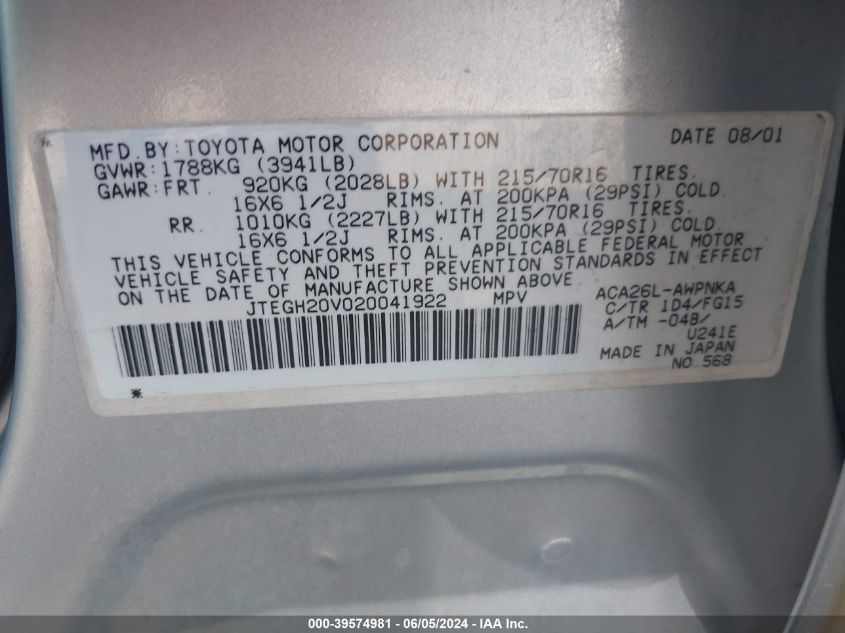 MFD.BY:TOYOTA MOTOR CORPORATION DATE 08/01
GVWR:1788KG (3941LB)
GAWR:FRT. 920KG (2028LB) WITH 215/70R16 TIRES.
16X6 1/2J RIMS. AT 200KPA (29PSI) COLD.
RR. 1010KG (2227LB) WITH 215/70R16 TIRES.
16X6 1/2J RIMS. AT 200KPA (29PSI) COLD
THIS VEHICLE CONFORMS TO ALL APPLICABLE FEDERAL MOTOR
VEHICLE SAFETY AND THEFT PREVENTION STANDARDS IN EFFECT
ON THE DATE OF MANUFACTURE SHOWN ABOVE
JTEGH20V020041922 MPV
ACA26L-AWPNKA
C/TR 1D4/FG15
A/TM -04B/
U241E
MADE IN JAPAN
NO 568
000-39574981 - 06/05/2024 - IAA Inc.